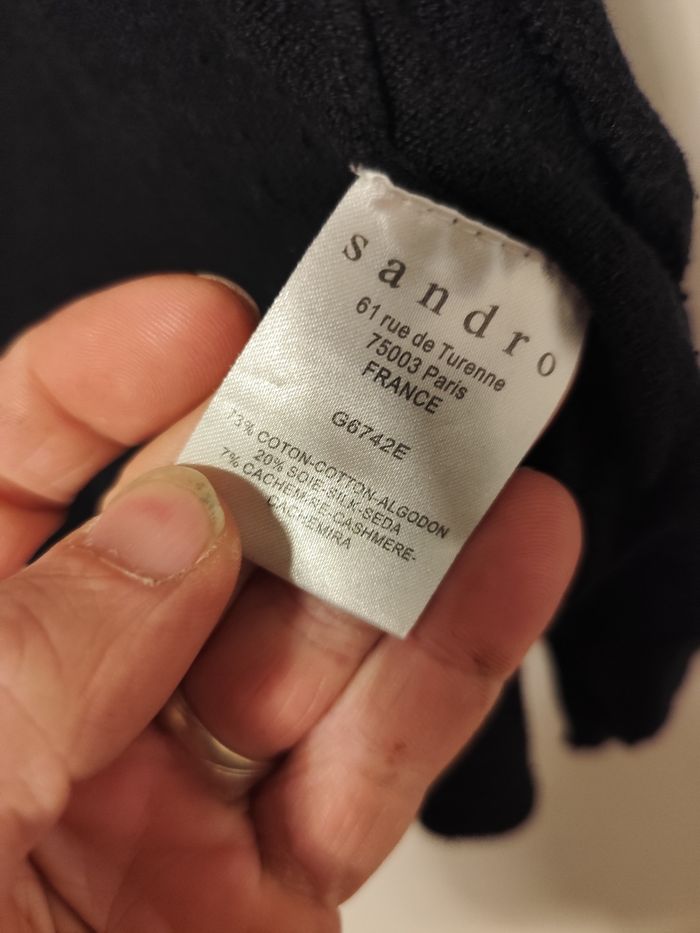 sandro
61 rue de Turenne
75003 Paris
FRANCE
G6742E
73% COTON-COTTON-ALGODON
20% SOIE-SILK-SEDA
7% CACHEMIRE-CASHMERE-
CACHEMIRA